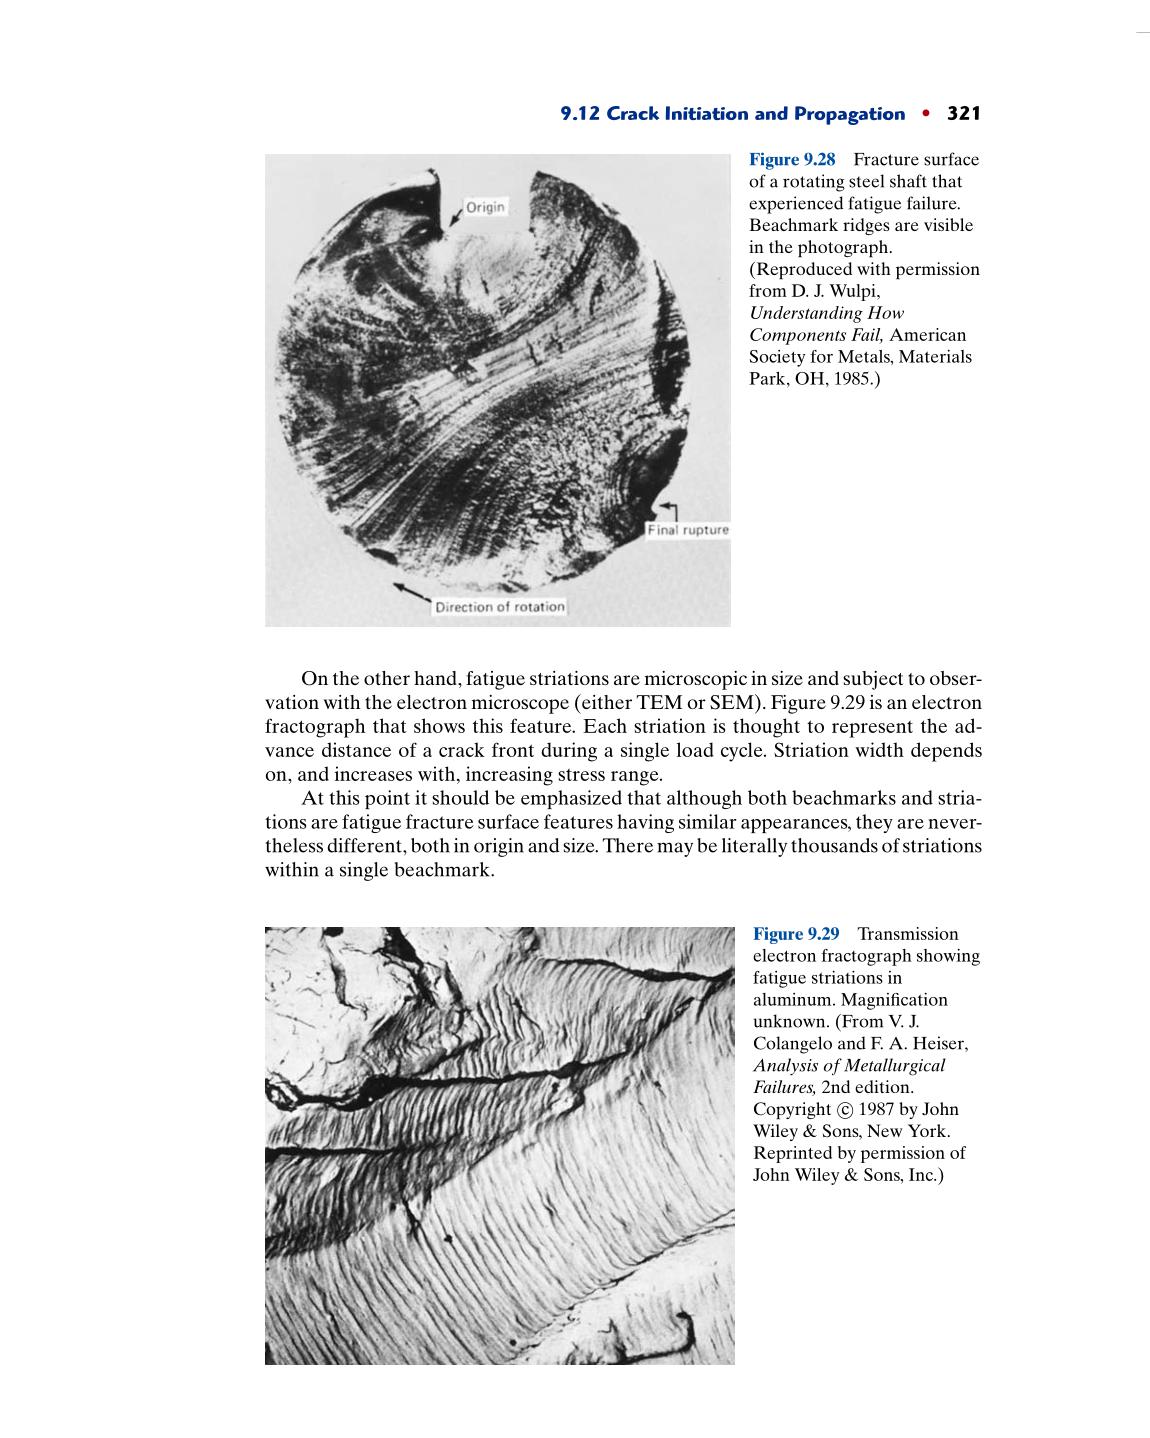 9.12 Crack Initiation and Propagation • 321
Origin
Final rupture
Direction of rotation
Figure 9.28 Fracture surface
of a rotating steel shaft that
experienced fatigue failure.
Beachmark ridges are visible
in the photograph.
(Reproduced with permission
from D. J. Wulpi,
Understanding How
Components Fail, American
Society for Metals, Materials
Park, OH, 1985.)
On the other hand, fatigue striations are microscopic in size and subject to obser-
vation with the electron microscope (either TEM or SEM). Figure 9.29 is an electron
fractograph that shows this feature. Each striation is thought to represent the ad-
vance distance of a crack front during a single load cycle. Striation width depends
on, and increases with, increasing stress range.
At this point it should be emphasized that although both beachmarks and stria-
tions are fatigue fracture surface features having similar appearances, they are never-
theless different, both in origin and size. There may be literally thousands of striations
within a single beachmark.
Figure 9.29 Transmission
electron fractograph showing
fatigue striations in
aluminum. Magnification
unknown. (From V. J.
Colangelo and F. A. Heiser,
Analysis of Metallurgical
Failures, 2nd edition.
Copyright © 1987 by John
Wiley & Sons, New York.
Reprinted by permission of
John Wiley & Sons, Inc.)